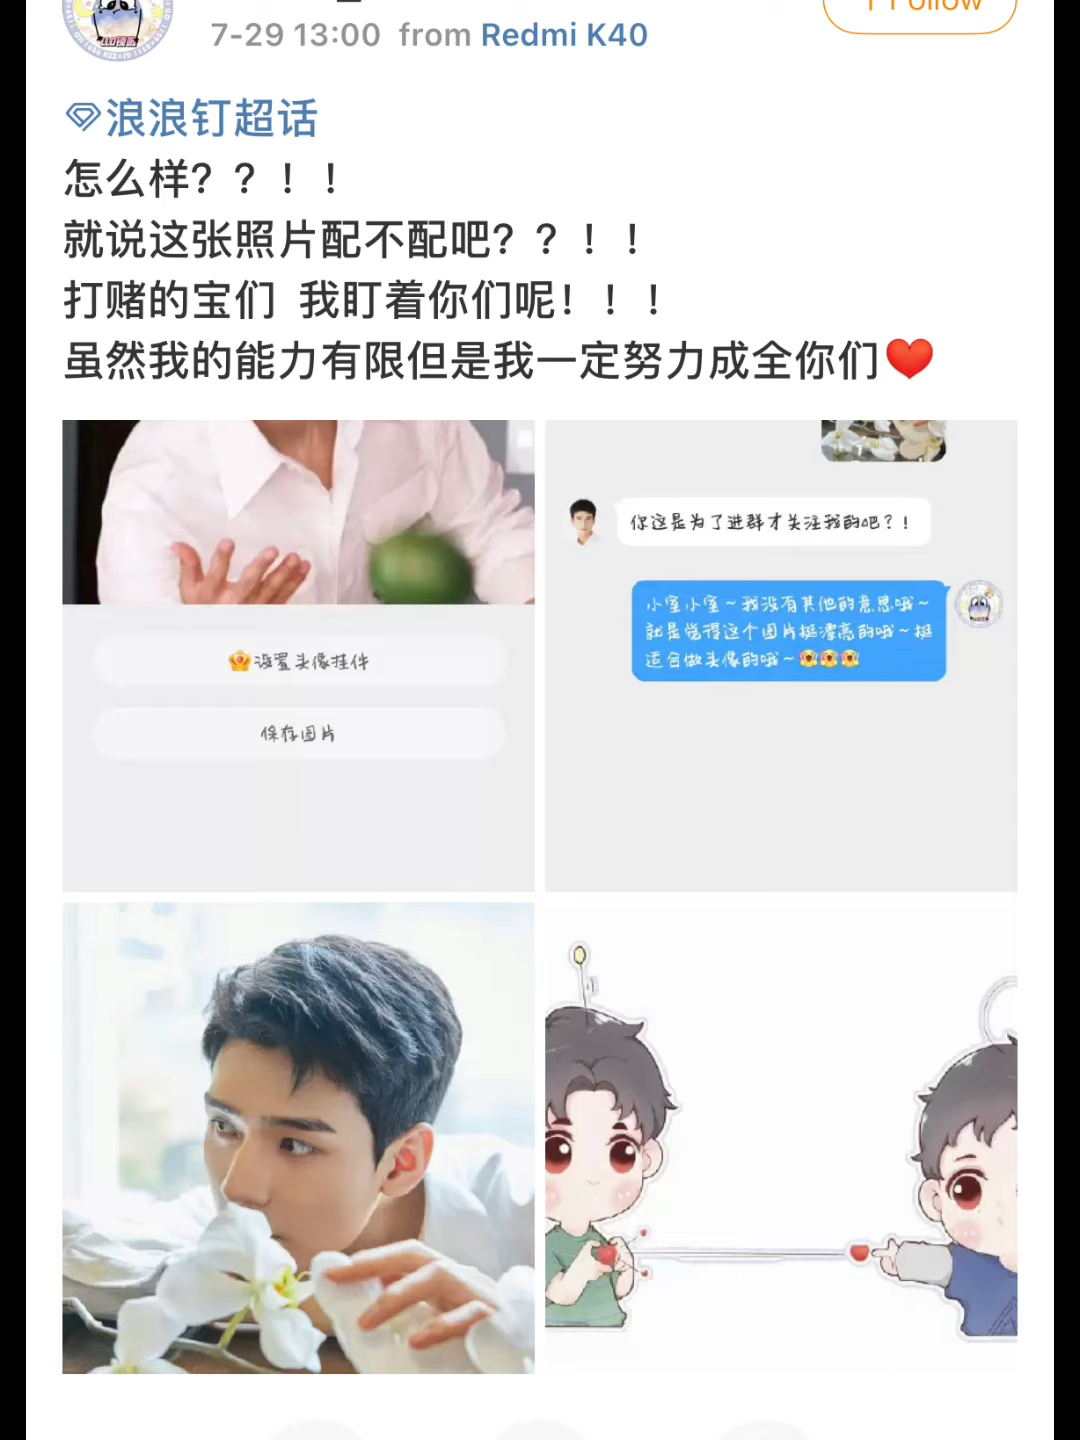 7-29 13:00 from Redmi K40
Follow
浪浪钉超话
怎么样？？！！
就说这张照片配不配吧？？！！
打赌的宝们 我盯着你们呢！！！
虽然我的能力有限但是我一定努力成全你们
设置头像挂件
保存图片
你这是为了进群才关注我的吧？！
小室小室～我没有其他的意思哦～
就是觉得这个图片挺漂亮的哦～挺
适合做头像的哦～